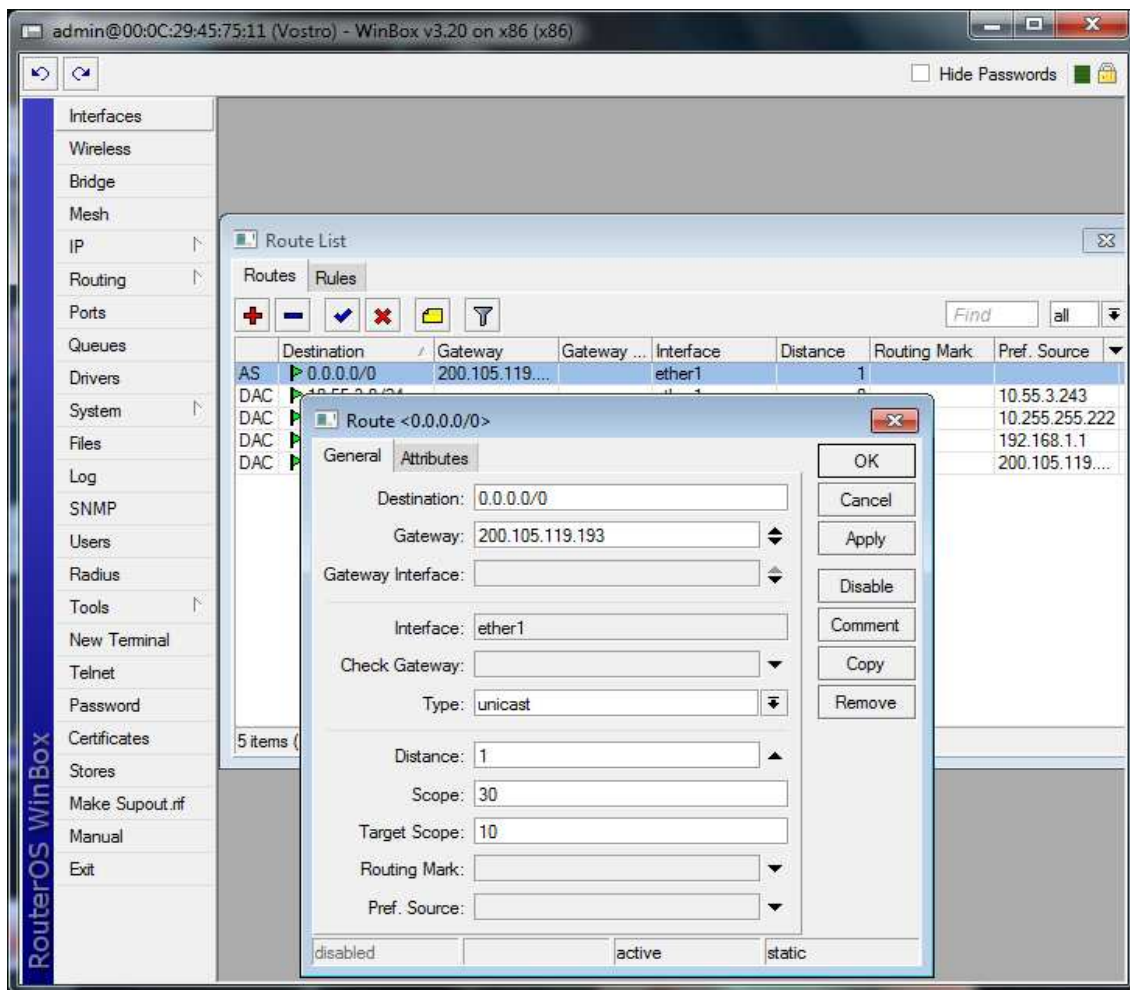 admin@00:0C:29:45:75:11 (Vostro) - WinBox v3.20 on x86 (x86)
Hide Passwords
RouterOS WinBox
Interfaces
Wireless
Bridge
Mesh
IP
Routing
Ports
Queues
Drivers
System
Files
Log
SNMP
Users
Radius
Tools
New Terminal
Telnet
Password
Certificates
Stores
Make Supout.rif
Manual
Exit
Route List
Routes Rules
Find all
Destination Gateway Gateway ... Interface Distance Routing Mark Pref. Source
AS 0.0.0.0/0 200.105.119.... ether1 1
DAC 10.55.3.243
DAC 10.255.255.222
DAC 192.168.1.1
DAC 200.105.119....
5 items (
Route <0.0.0.0/0>
General Attributes
Destination: 0.0.0.0/0
Gateway: 200.105.119.193
Gateway Interface:
Interface: ether1
Check Gateway:
Type: unicast
Distance: 1
Scope: 30
Target Scope: 10
Routing Mark:
Pref. Source:
OK
Cancel
Apply
Disable
Comment
Copy
Remove
disabled active static